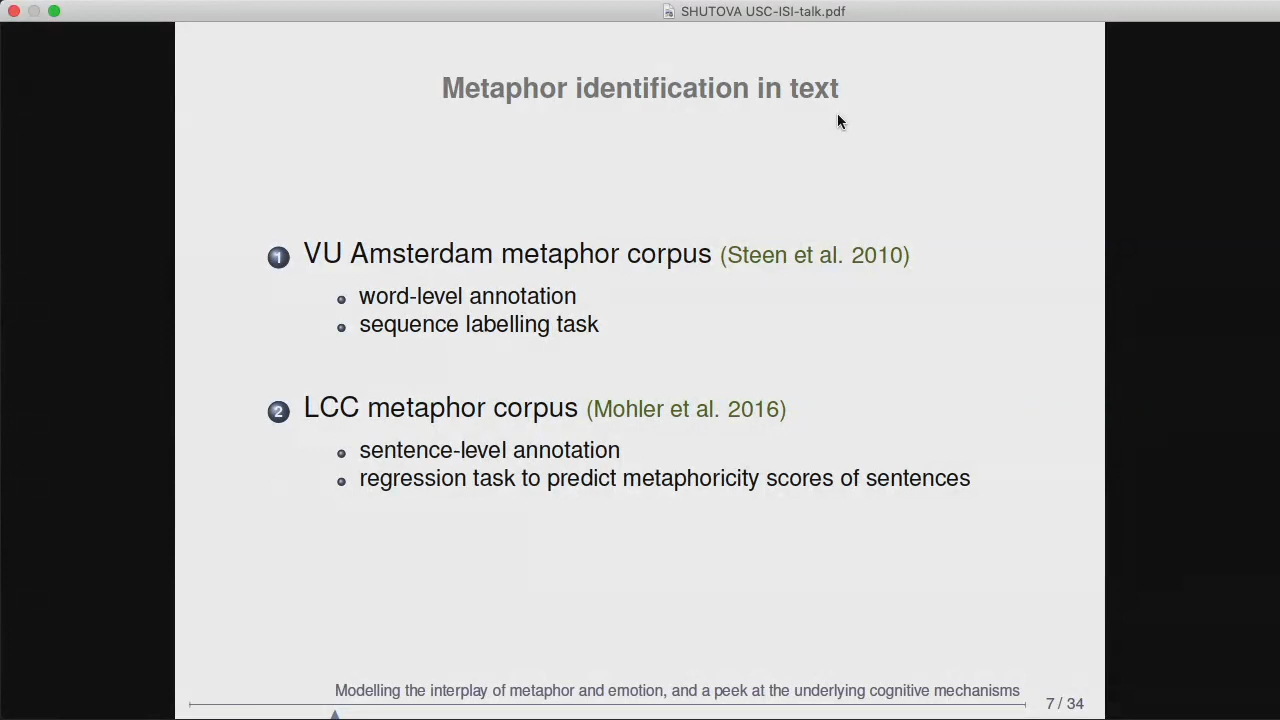 SHUTOVA USC-ISI-talk.pdf
Metaphor identification in text
1 VU Amsterdam metaphor corpus (Steen et al. 2010)
word-level annotation
sequence labelling task
2 LCC metaphor corpus (Mohler et al. 2016)
sentence-level annotation
regression task to predict metaphoricity scores of sentences
Modelling the interplay of metaphor and emotion, and a peek at the underlying cognitive mechanisms
7 / 34